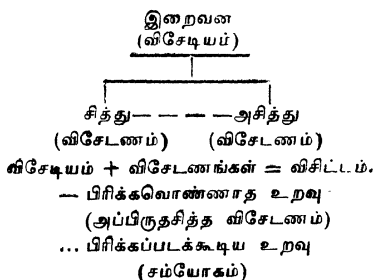 இறைவன
(விசேடியம்)
சித்து— — — —அசித்து
(விசேடணம்) (விசேடணம்)
விசேடியம் + விசேடணங்கள் = விசிட்டம்.
— பிரிக்கவொண்ணாத உறவு
(அப்பிருதசித்த விசேடணம்)
... பிரிக்கப்படக்கூடிய உறவு
(சம்யோகம்)